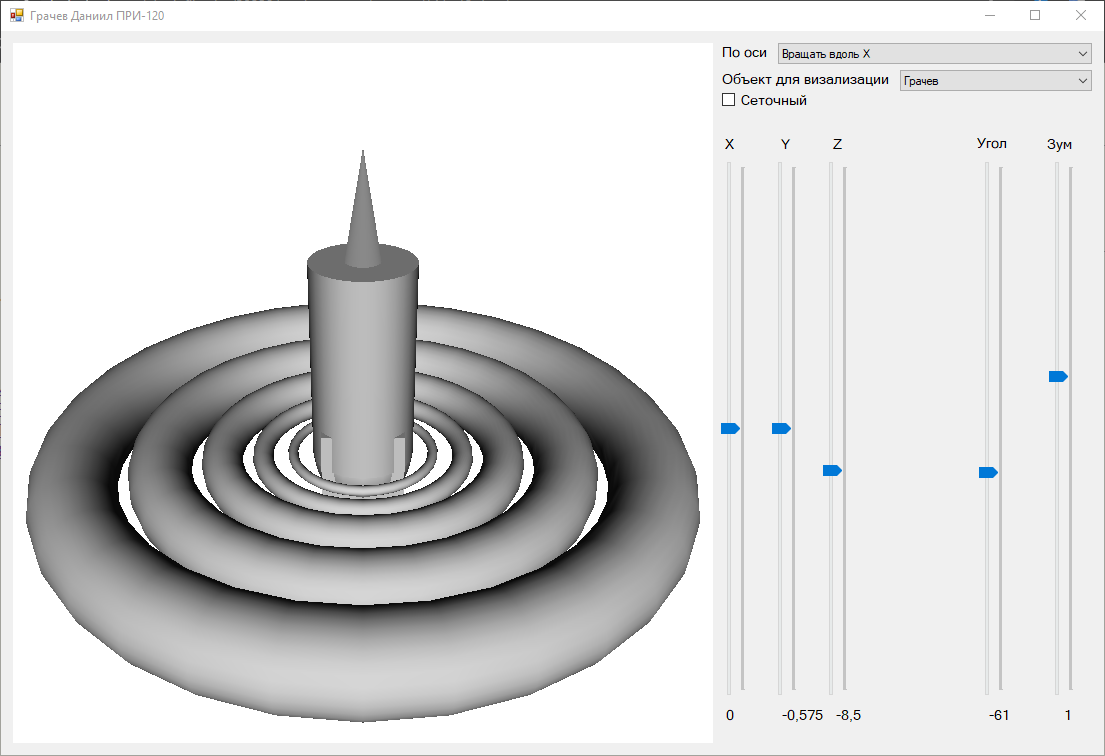 Грачев Даниил ПРИ-120
По оси Вращать вдоль X
Объект для визализации Грачев
Сеточный
X Y Z Угол Зум
0 -0,575 -8,5 -61 1